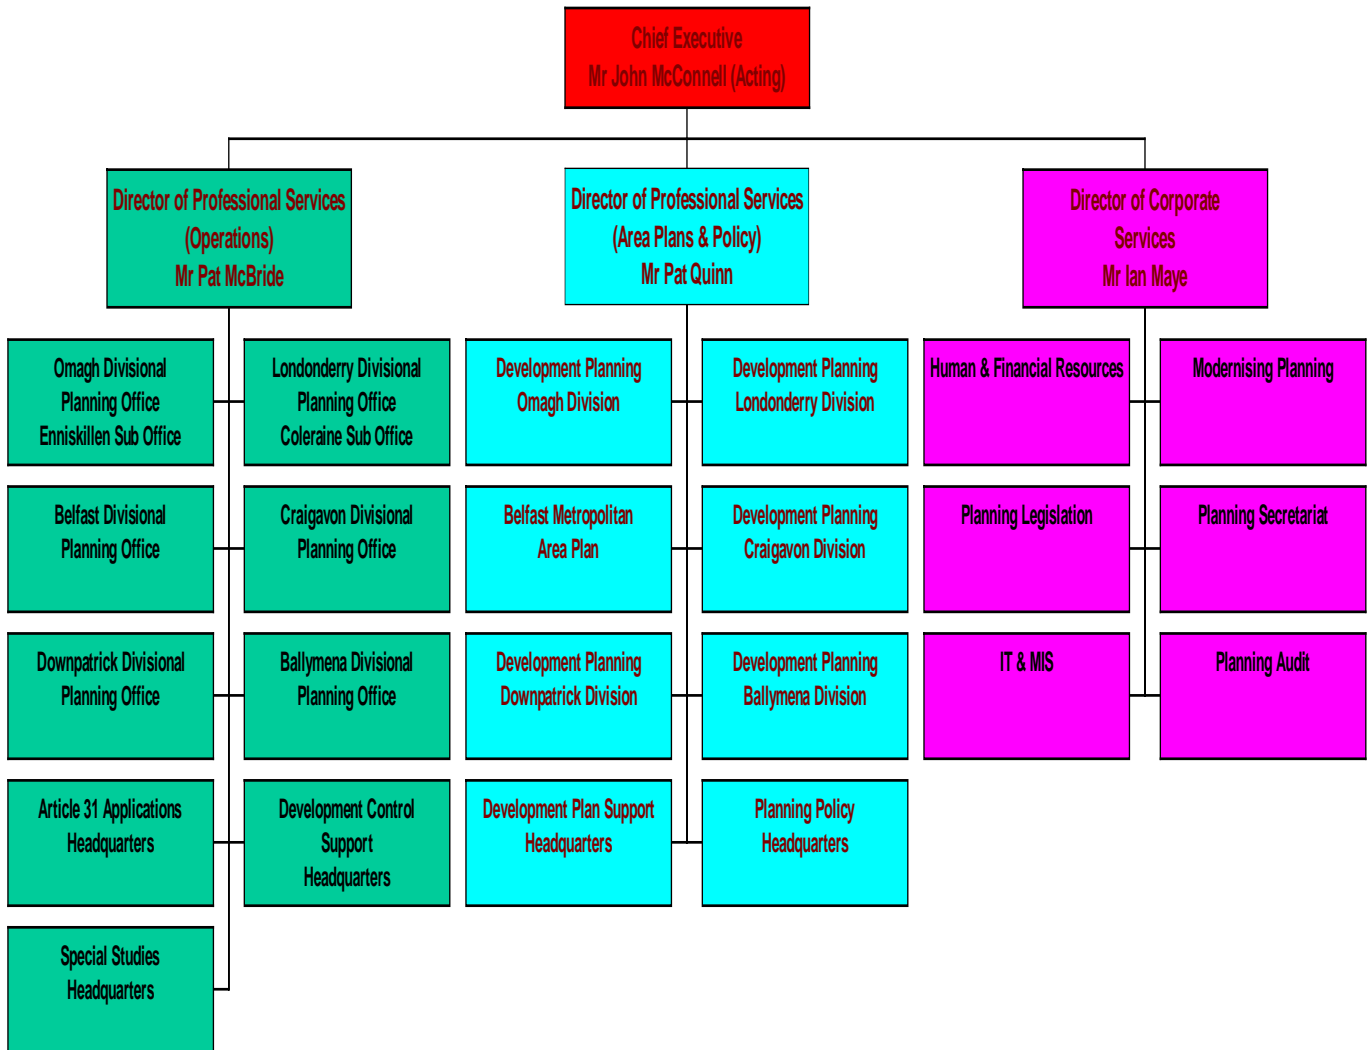 Chief Executive
Mr John McConnell (Acting)
Director of Professional Services
(Operations)
Mr Pat McBride
Director of Professional Services
(Area Plans & Policy)
Mr Pat Quinn
Director of Corporate
Services
Mr Ian Maye
Omagh Divisional
Planning Office
Enniskillen Sub Office
Londonderry Divisional
Planning Office
Coleraine Sub Office
Development Planning
Omagh Division
Development Planning
Londonderry Division
Human & Financial Resources
Modernising Planning
Belfast Divisional
Planning Office
Craigavon Divisional
Planning Office
Belfast Metropolitan
Area Plan
Development Planning
Craigavon Division
Planning Legislation
Planning Secretariat
Downpatrick Divisional
Planning Office
Ballymena Divisional
Planning Office
Development Planning
Downpatrick Division
Development Planning
Ballymena Division
IT & MIS
Planning Audit
Article 31 Applications
Headquarters
Development Control
Support
Headquarters
Development Plan Support
Headquarters
Planning Policy
Headquarters
Special Studies
Headquarters